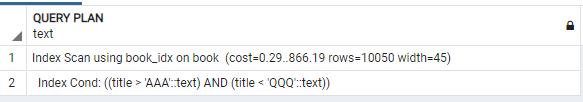 QUERY PLAN
text
1 Index Scan using book_idx on book (cost=0.29..866.19 rows=10050 width=45)
2 Index Cond: ((title > 'AAA'::text) AND (title < 'QQQ'::text))